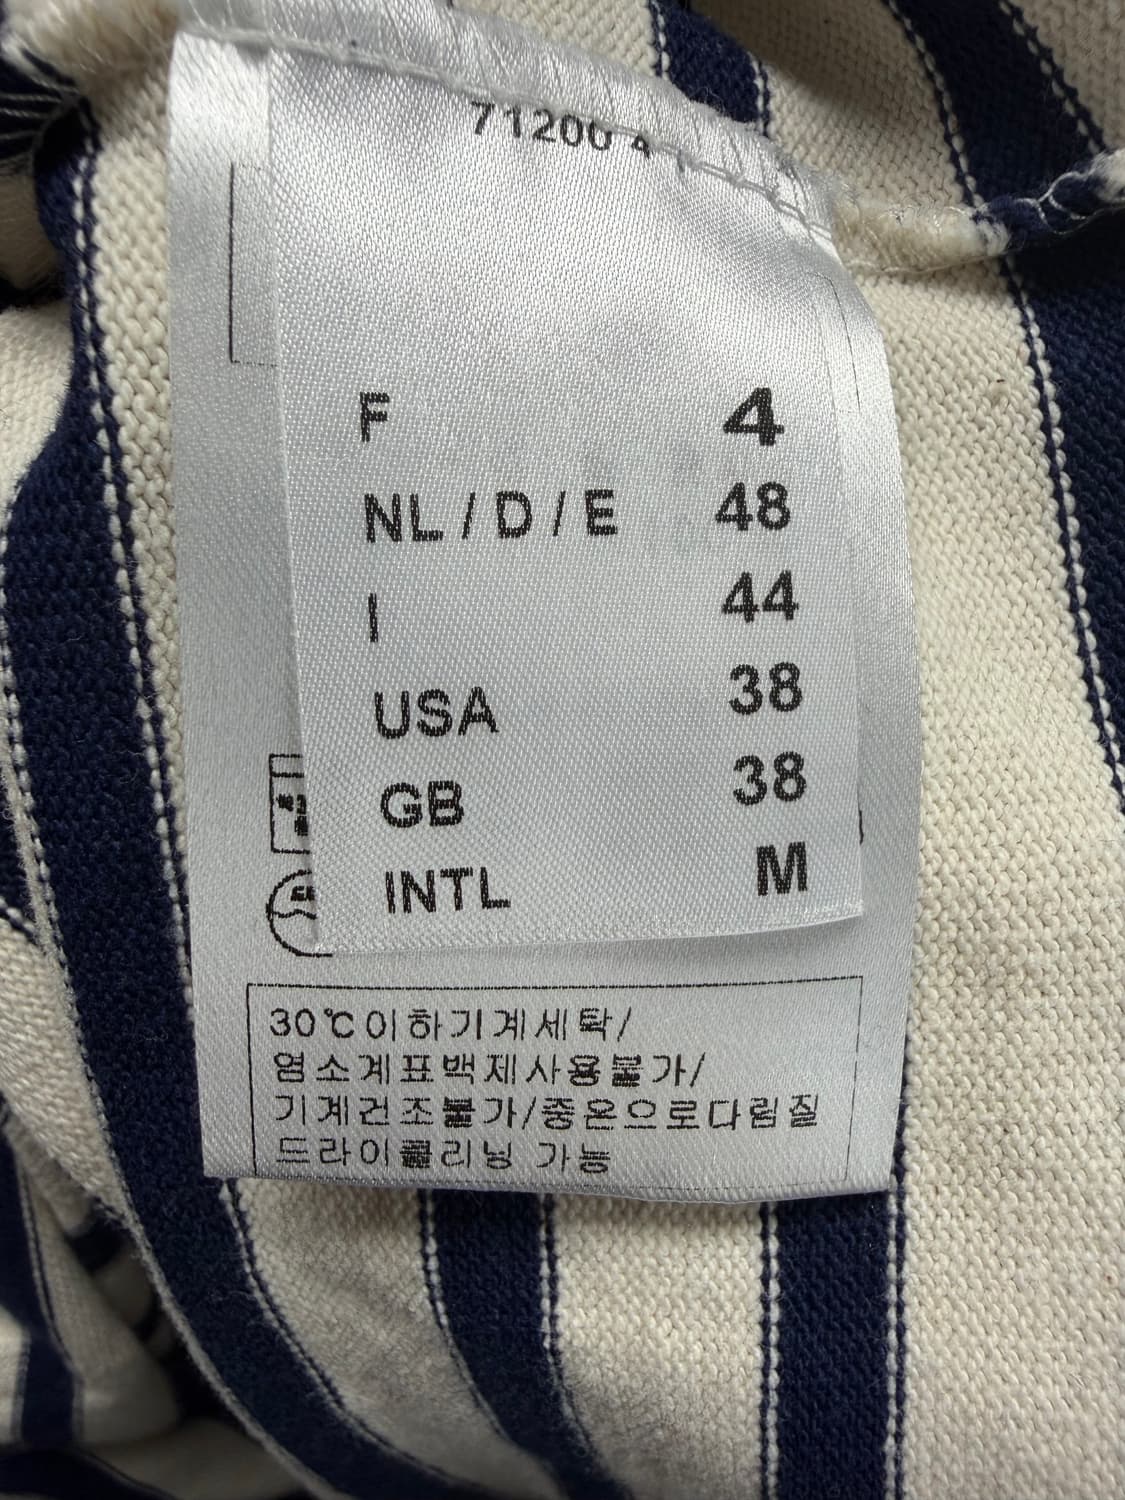 71200 4
F 4
NL / D / E 48
I 44
USA 38
GB 38
INTL M
30℃이하기계세탁/
염소계표백제사용불가/
기계건조불가/중온으로다림질
드라이클리닝 가능